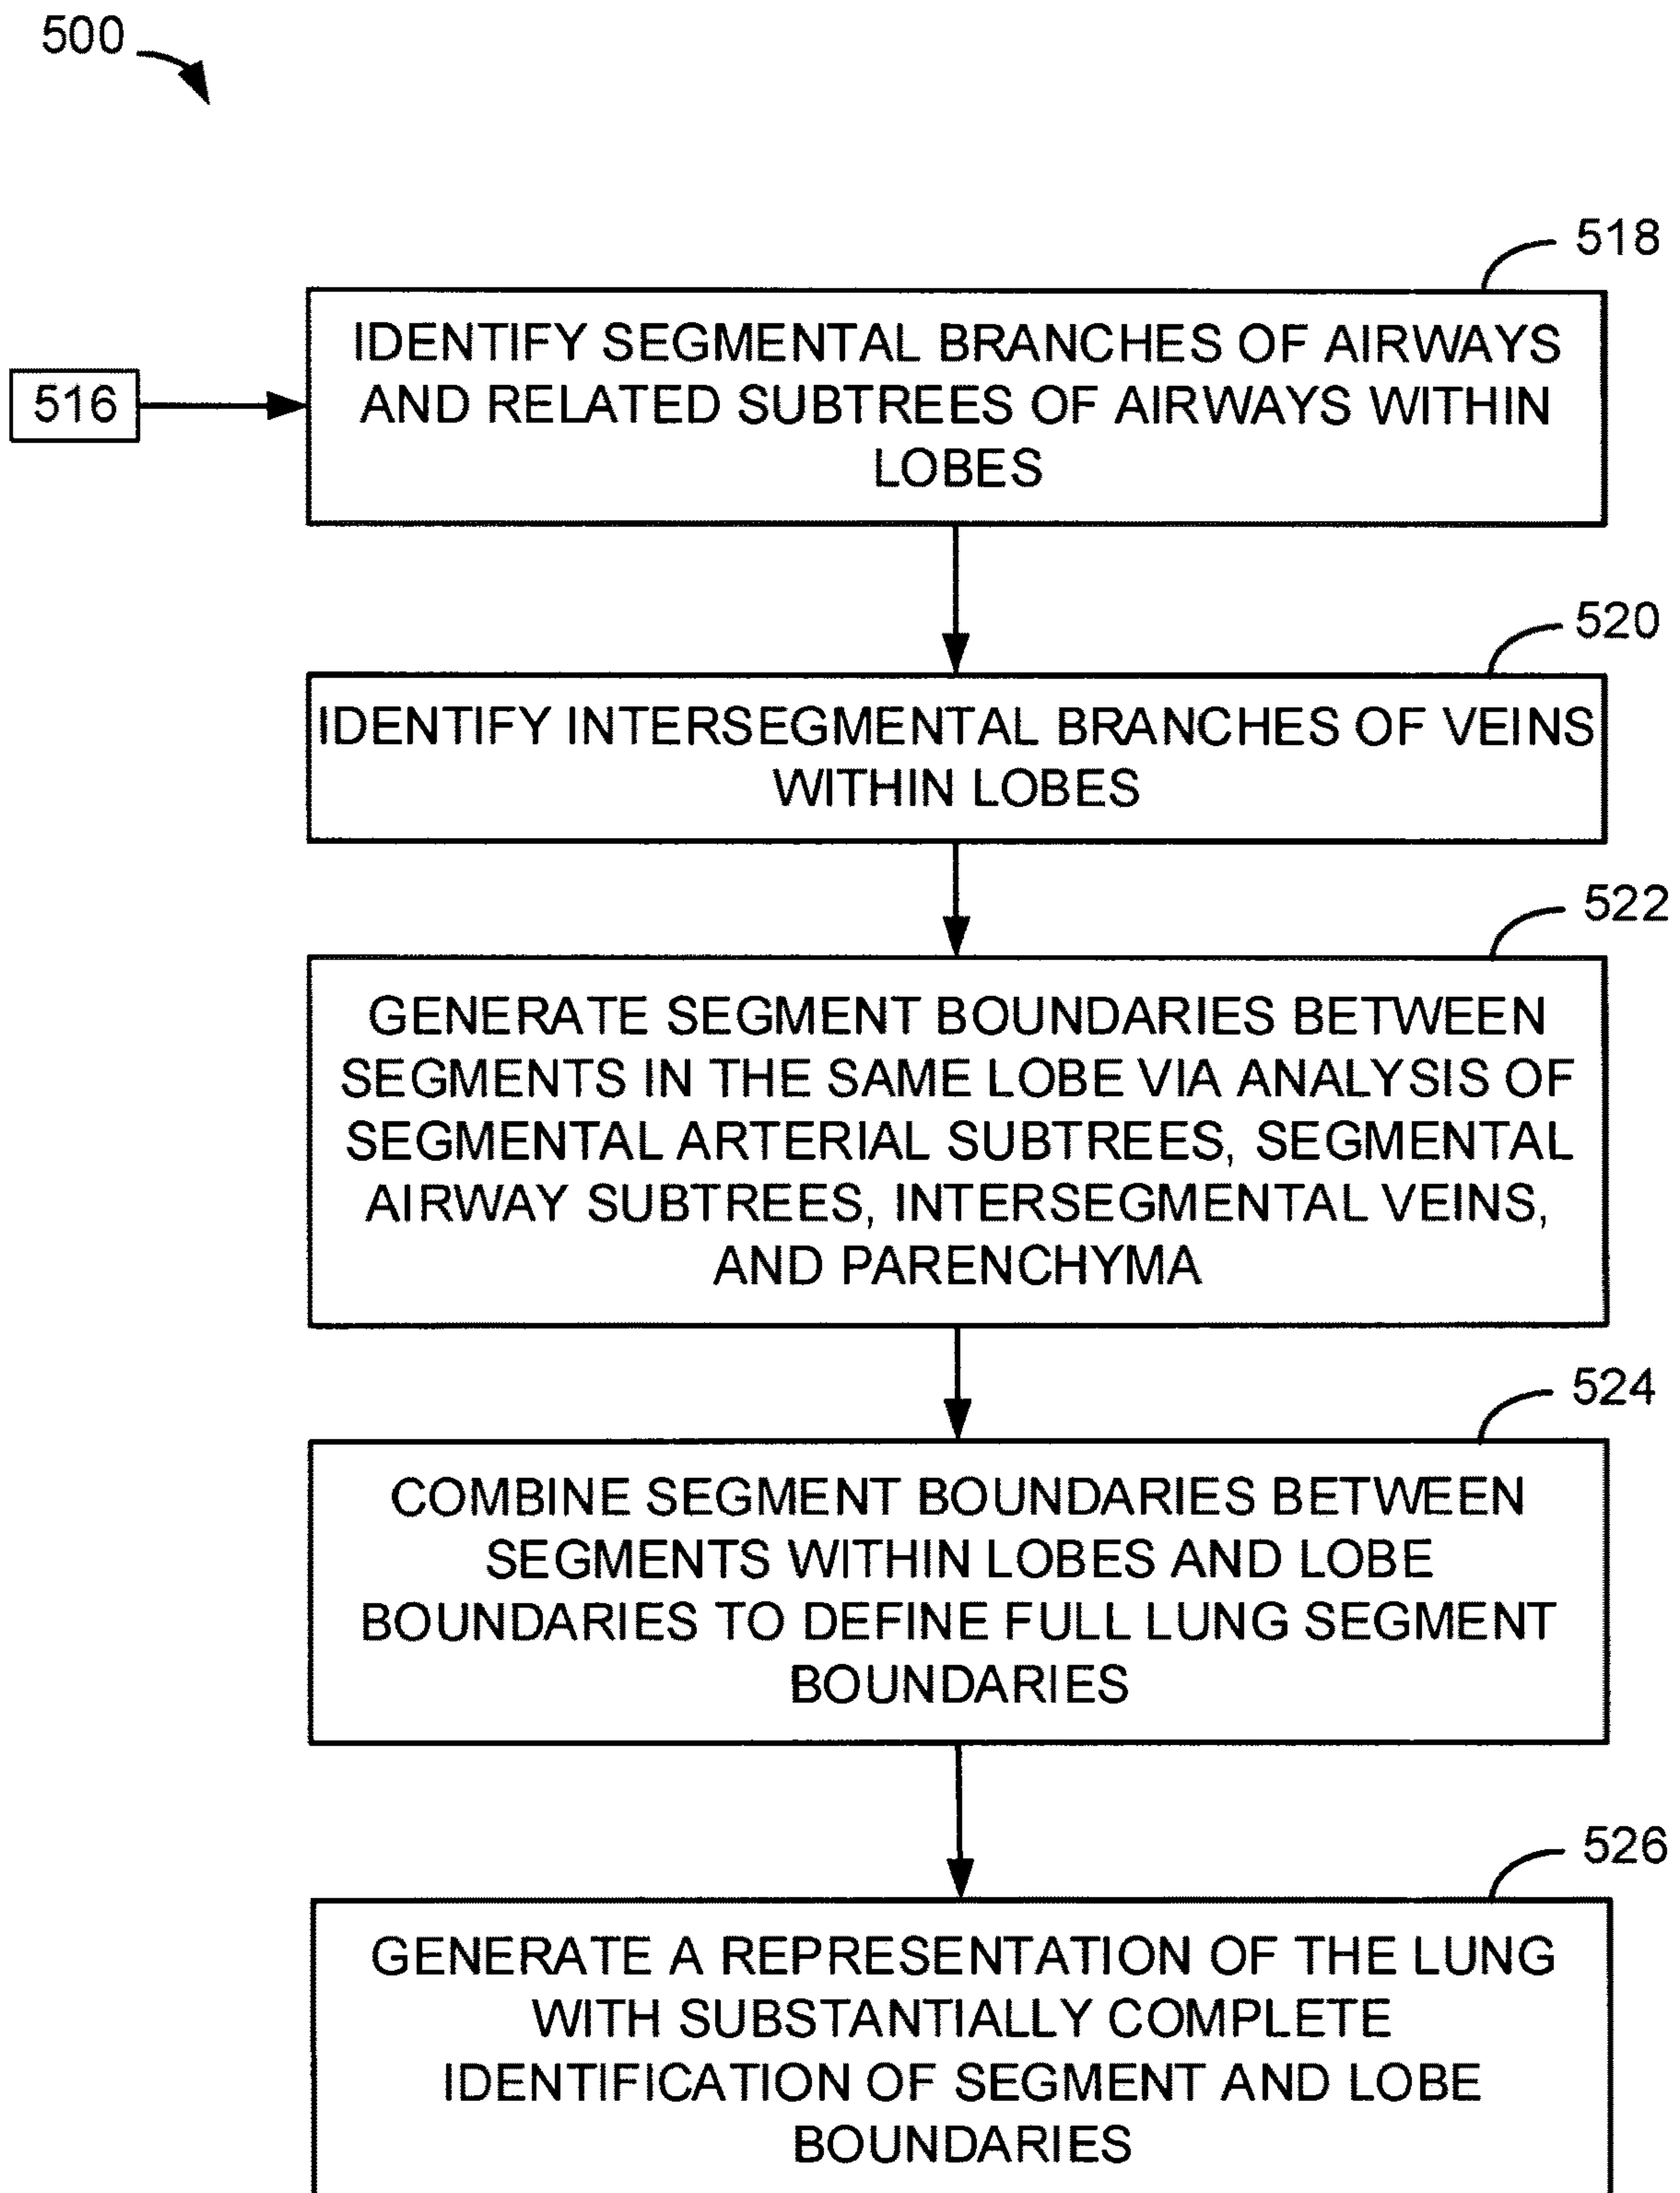 500
518
IDENTIFY SEGMENTAL BRANCHES OF AIRWAYS
AND RELATED SUBTREES OF AIRWAYS WITHIN
LOBES
516
520
IDENTIFY INTERSEGMENTAL BRANCHES OF VEINS
WITHIN LOBES
522
GENERATE SEGMENT BOUNDARIES BETWEEN
SEGMENTS IN THE SAME LOBE VIA ANALYSIS OF
SEGMENTAL ARTERIAL SUBTREES, SEGMENTAL
AIRWAY SUBTREES, INTERSEGMENTAL VEINS,
AND PARENCHYMA
524
COMBINE SEGMENT BOUNDARIES BETWEEN
SEGMENTS WITHIN LOBES AND LOBE
BOUNDARIES TO DEFINE FULL LUNG SEGMENT
BOUNDARIES
526
GENERATE A REPRESENTATION OF THE LUNG
WITH SUBSTANTIALLY COMPLETE
IDENTIFICATION OF SEGMENT AND LOBE
BOUNDARIES